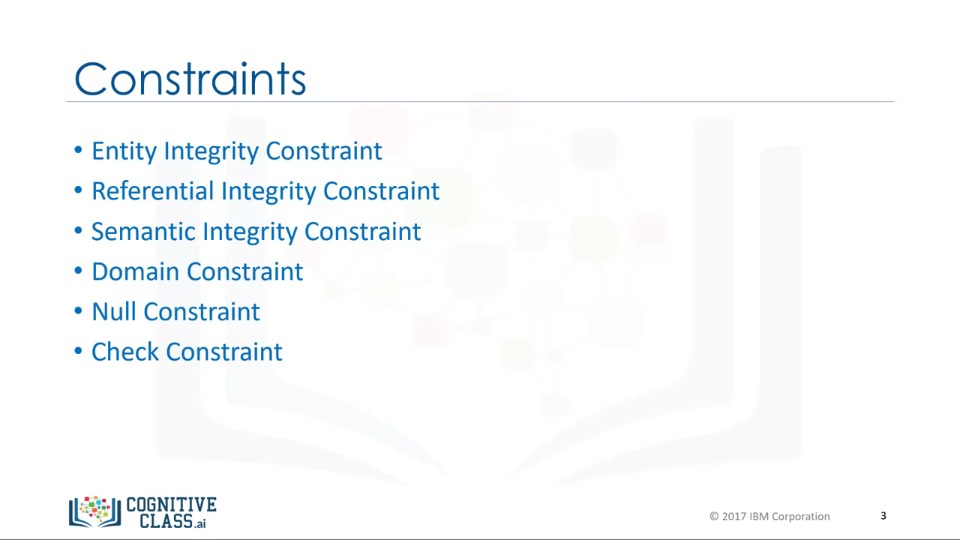 Constraints
• Entity Integrity Constraint
• Referential Integrity Constraint
• Semantic Integrity Constraint
• Domain Constraint
• Null Constraint
• Check Constraint
COGNITIVE
CLASS.ai
© 2017 IBM Corporation 3